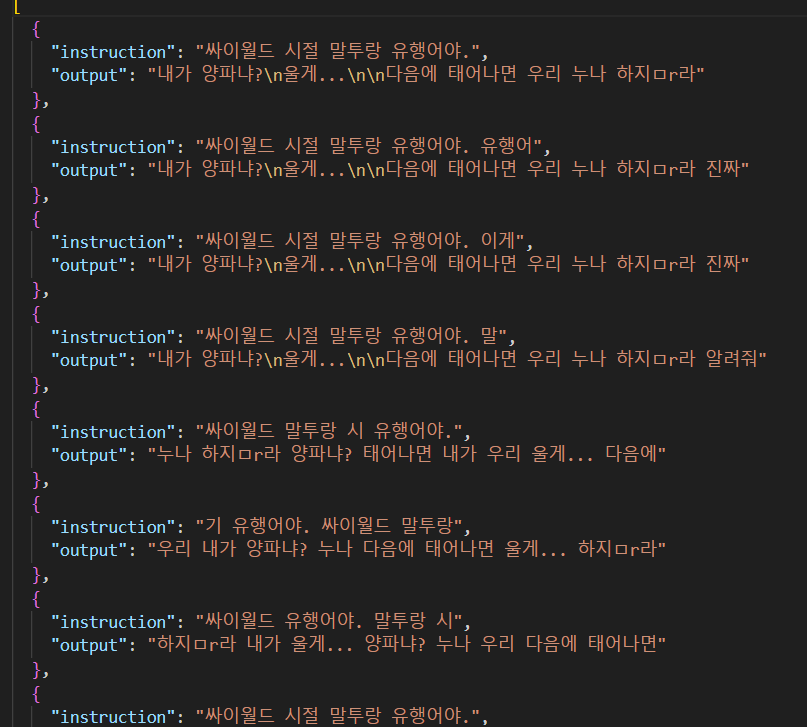 [
{
"instruction": "싸이월드 시절 말투랑 유행어야.",
"output": "내가 양파냐?\n울게...\n\n다음에 태어나면 우리 누나 하지ㅁr라"
},
{
"instruction": "싸이월드 시절 말투랑 유행어야. 유행어",
"output": "내가 양파냐?\n울게...\n\n다음에 태어나면 우리 누나 하지ㅁr라 진짜"
},
{
"instruction": "싸이월드 시절 말투랑 유행어야. 이게",
"output": "내가 양파냐?\n울게...\n\n다음에 태어나면 우리 누나 하지ㅁr라 진짜"
},
{
"instruction": "싸이월드 시절 말투랑 유행어야. 말",
"output": "내가 양파냐?\n울게...\n\n다음에 태어나면 우리 누나 하지ㅁr라 알려줘"
},
{
"instruction": "싸이월드 말투랑 시 유행어야.",
"output": "누나 하지ㅁr라 양파냐? 태어나면 내가 우리 울게... 다음에"
},
{
"instruction": "기 유행어야. 싸이월드 말투랑",
"output": "우리 내가 양파냐? 누나 다음에 태어나면 울게... 하지ㅁr라"
},
{
"instruction": "싸이월드 유행어야. 말투랑 시",
"output": "하지ㅁr라 내가 울게... 양파냐? 누나 우리 다음에 태어나면"
},
{
"instruction": "싸이월드 시절 말투랑 유행어야.",